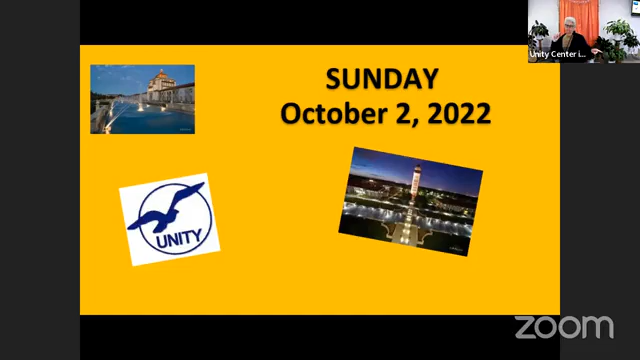 Unity Center i...
SUNDAY
October 2, 2022
UNITY
zoom